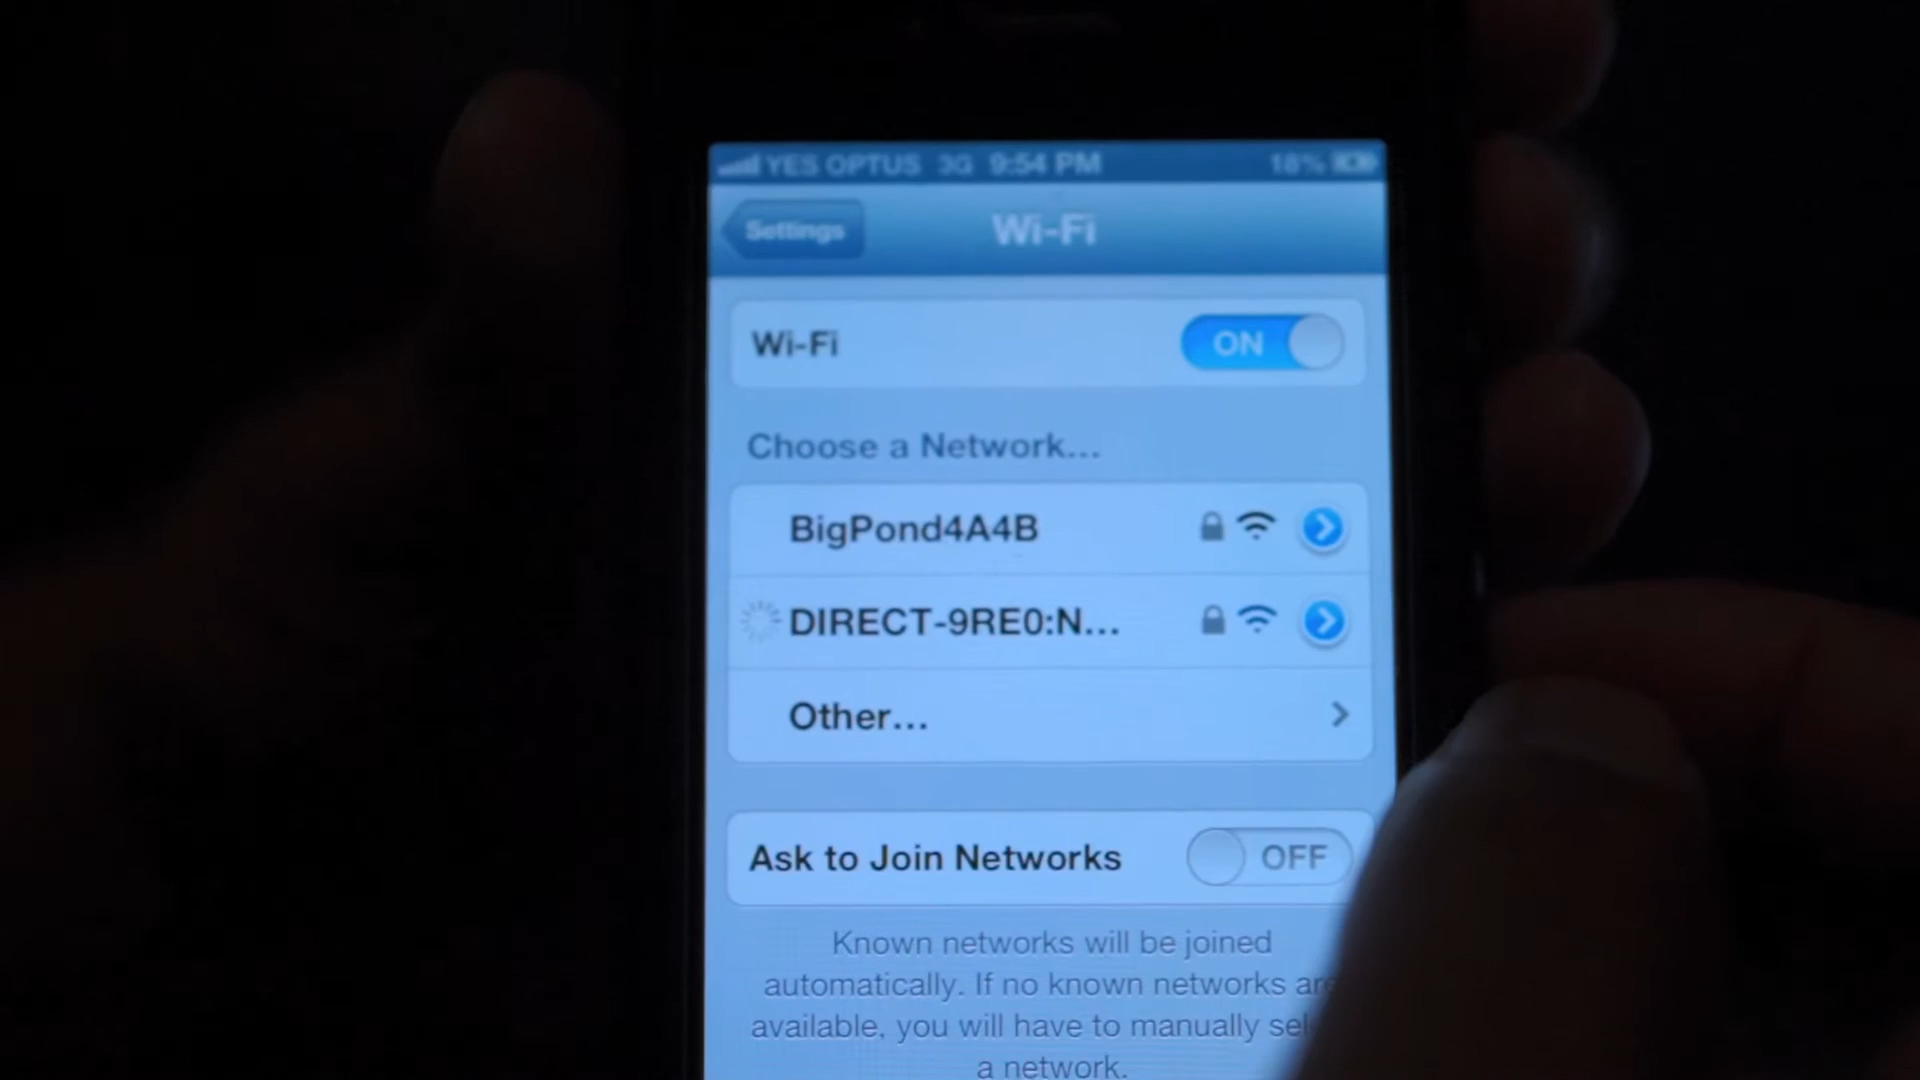 YES OPTUS 3G 9:54 PM 18%
Settings Wi-Fi
Wi-Fi ON
Choose a Network...
BigPond4A4B
DIRECT-9RE0:N...
Other...
Ask to Join Networks OFF
Known networks will be joined
automatically. If no known networks are
available, you will have to manually sel
a network.